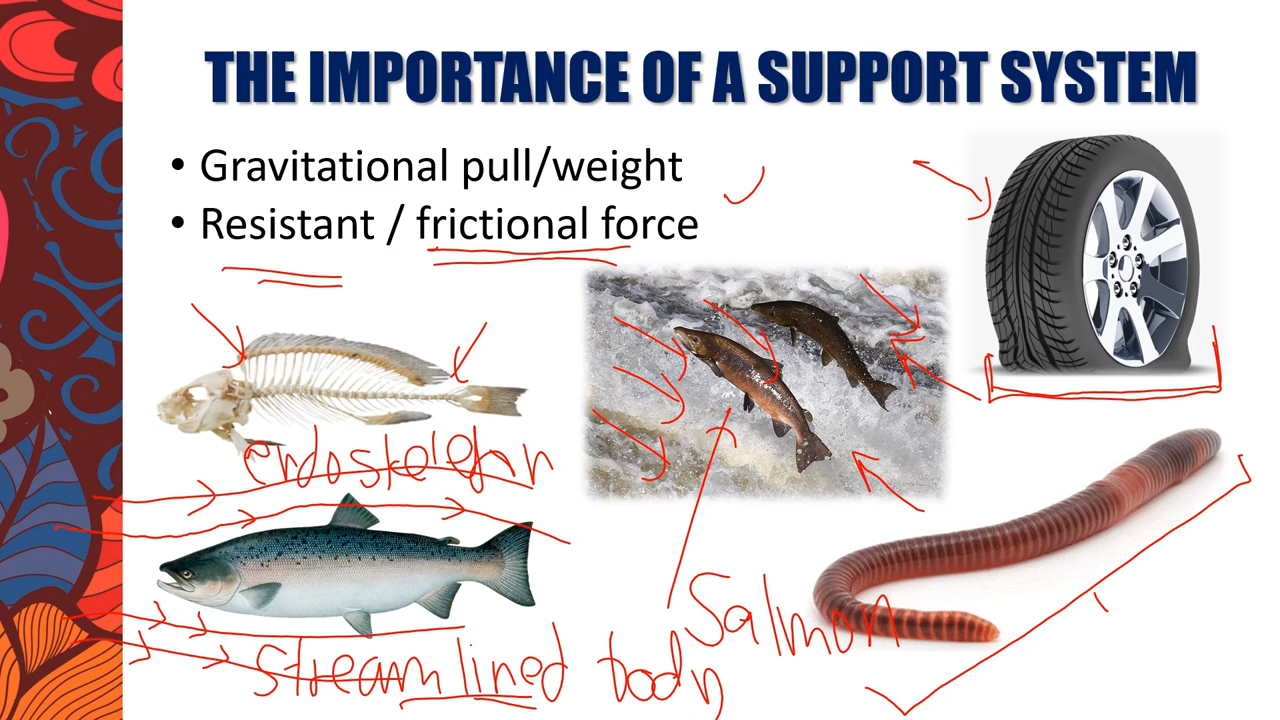 THE IMPORTANCE OF A SUPPORT SYSTEM
• Gravitational pull/weight
• Resistant / frictional force
endoskeleton
Salmon
streamlined body